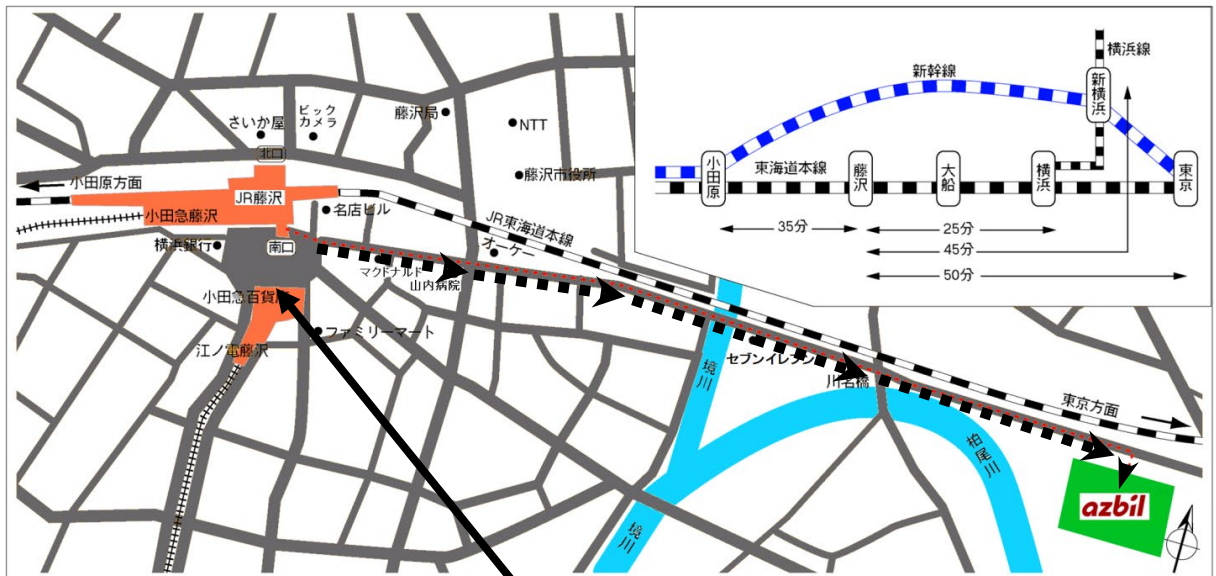 横浜線
新幹線
新横浜
東海道本線
小田原
藤沢
大船
横浜
東京
35分
25分
45分
50分
さいか屋
ビック
カメラ
藤沢局
NTT
北口
藤沢市役所
小田原方面
JR藤沢
名店ビル
小田急藤沢
JR東海道本線
横浜銀行
南口
オーケー
マクドナルド
山内病院
小田急百貨店
ファミリーマート
江ノ電藤沢
セブンイレブン
境川
川名橋
東京方面
柏尾川
境川
azbil